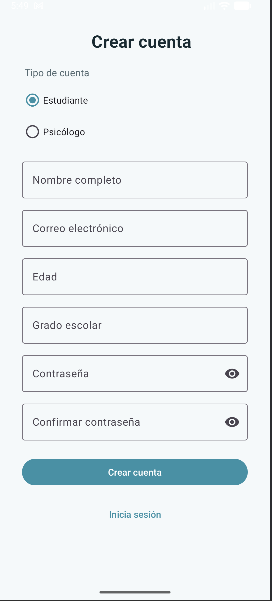 Crear cuenta
Tipo de cuenta
Estudiante
Psicólogo
Nombre completo
Correo electrónico
Edad
Grado escolar
Contraseña
Confirmar contraseña
Crear cuenta
Inicia sesión